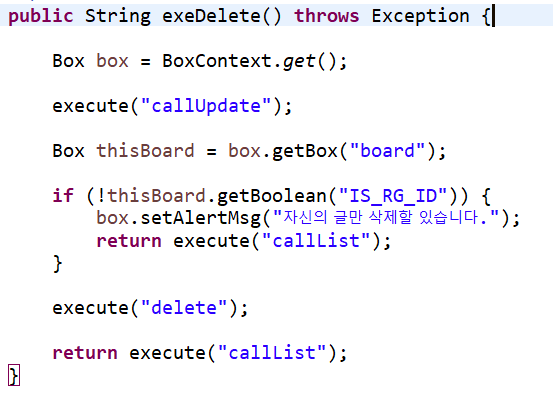 public String exeDelete() throws Exception {
Box box = BoxContext.get();
execute("callUpdate");
Box thisBoard = box.getBox("board");
if (!thisBoard.getBoolean("IS_RG_ID")) {
box.setAlertMsg("자신의 글만 삭제할 있습니다.");
return execute("callList");
}
execute("delete");
return execute("callList");
}